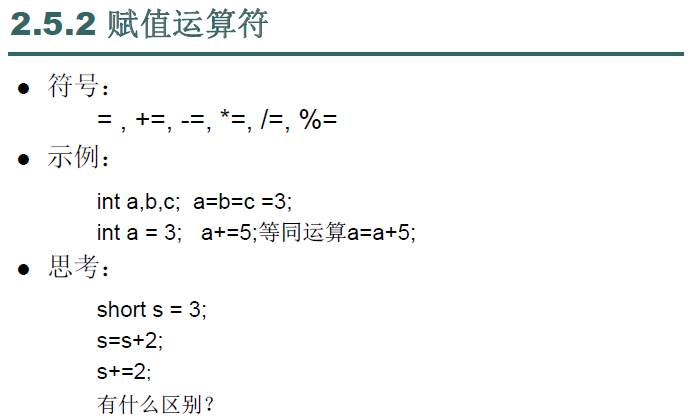 2.5.2 赋值运算符
● 符号：
= , +=, -=, *=, /=, %=
● 示例：
int a,b,c;  a=b=c =3;
int a = 3;   a+=5;等同运算a=a+5;
● 思考：
short s = 3;
s=s+2;
s+=2;
有什么区别？